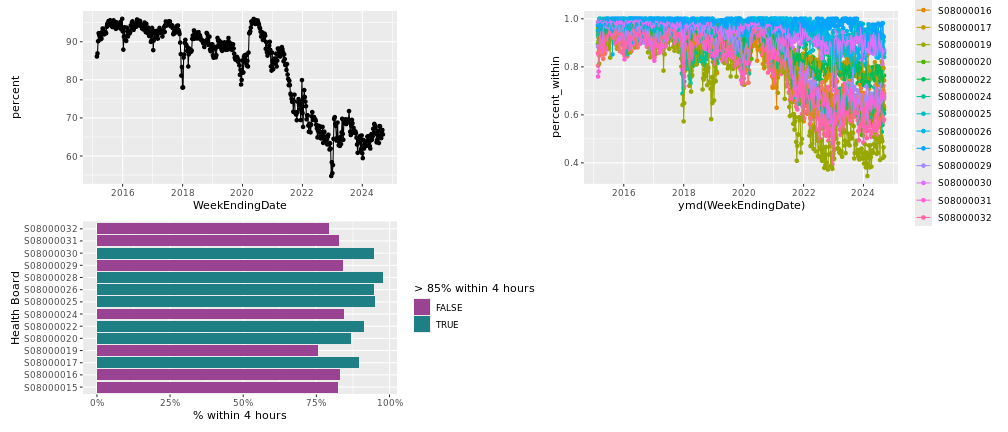 percent
90
80
70
60
2016
2018
2020
2022
2024
WeekEndingDate
percent_within
1.0
0.8
0.6
0.4
2016
2018
2020
2022
2024
ymd(WeekEndingDate)
S08000016
S08000017
S08000019
S08000020
S08000022
S08000024
S08000025
S08000026
S08000028
S08000029
S08000030
S08000031
S08000032
Health Board
S08000032
S08000031
S08000030
S08000029
S08000028
S08000026
S08000025
S08000024
S08000022
S08000020
S08000019
S08000017
S08000016
S08000015
0%
25%
50%
75%
100%
% within 4 hours
> 85% within 4 hours
FALSE
TRUE